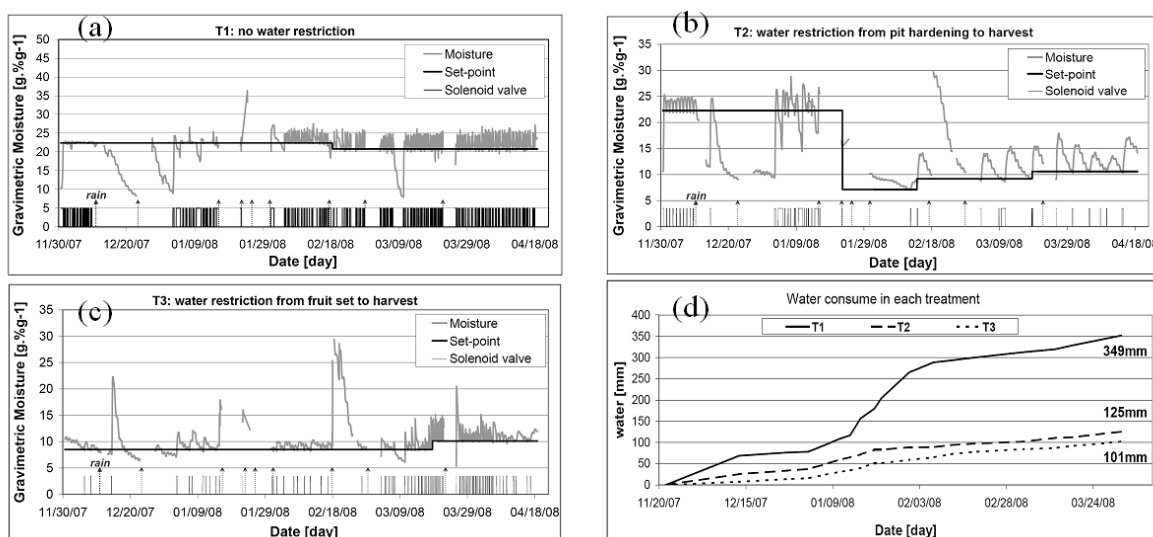 (a)
T1: no water restriction
Gravimetric Moisture [g.%g-1]
50
45
40
35
30
25
20
15
10
5
0
Moisture
Set-point
Solenoid valve
rain
11/30/07 12/20/07 01/09/08 01/29/08 02/18/08 03/09/08 03/29/08 04/18/08
Date [day]
(b)
T2: water restriction from pit hardening to harvest
Gravimetric Moisture [g.%g-1]
35
30
25
20
15
10
5
0
Moisture
Set-point
Solenoid valve
rain
11/30/07 12/20/07 01/09/08 01/29/08 02/18/08 03/09/08 03/29/08 04/18/08
Date [day]
(c)
T3: water restriction from fruit set to harvest
Gravimetric Moisture [g.%g-1]
35
30
25
20
15
10
5
0
Moisture
Set-point
Solenoid valve
rain
11/30/07 12/20/07 01/09/08 01/29/08 02/18/08 03/09/08 03/29/08 04/18/08
Date [day]
(d)
Water consume in each treatment
water [mm]
400
350
300
250
200
150
100
50
0
T1 T2 T3
349mm
125mm
101mm
11/20/07 12/15/07 01/09/08 02/03/08 02/28/08 03/24/08
Date [day]